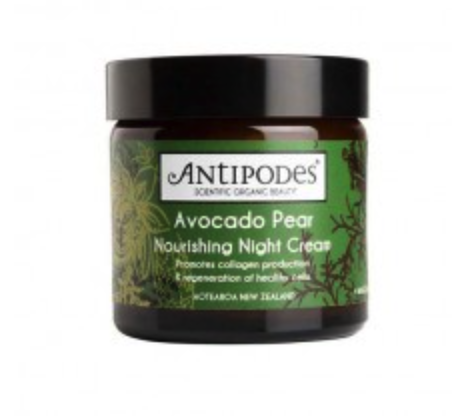 ANTIPODES®
SCIENTIFIC ORGANIC BEAUTY
Avocado Pear
Nourishing Night Cream
Promotes collagen production
& regeneration of healthy cells
AOTEAROA NEW ZEALAND